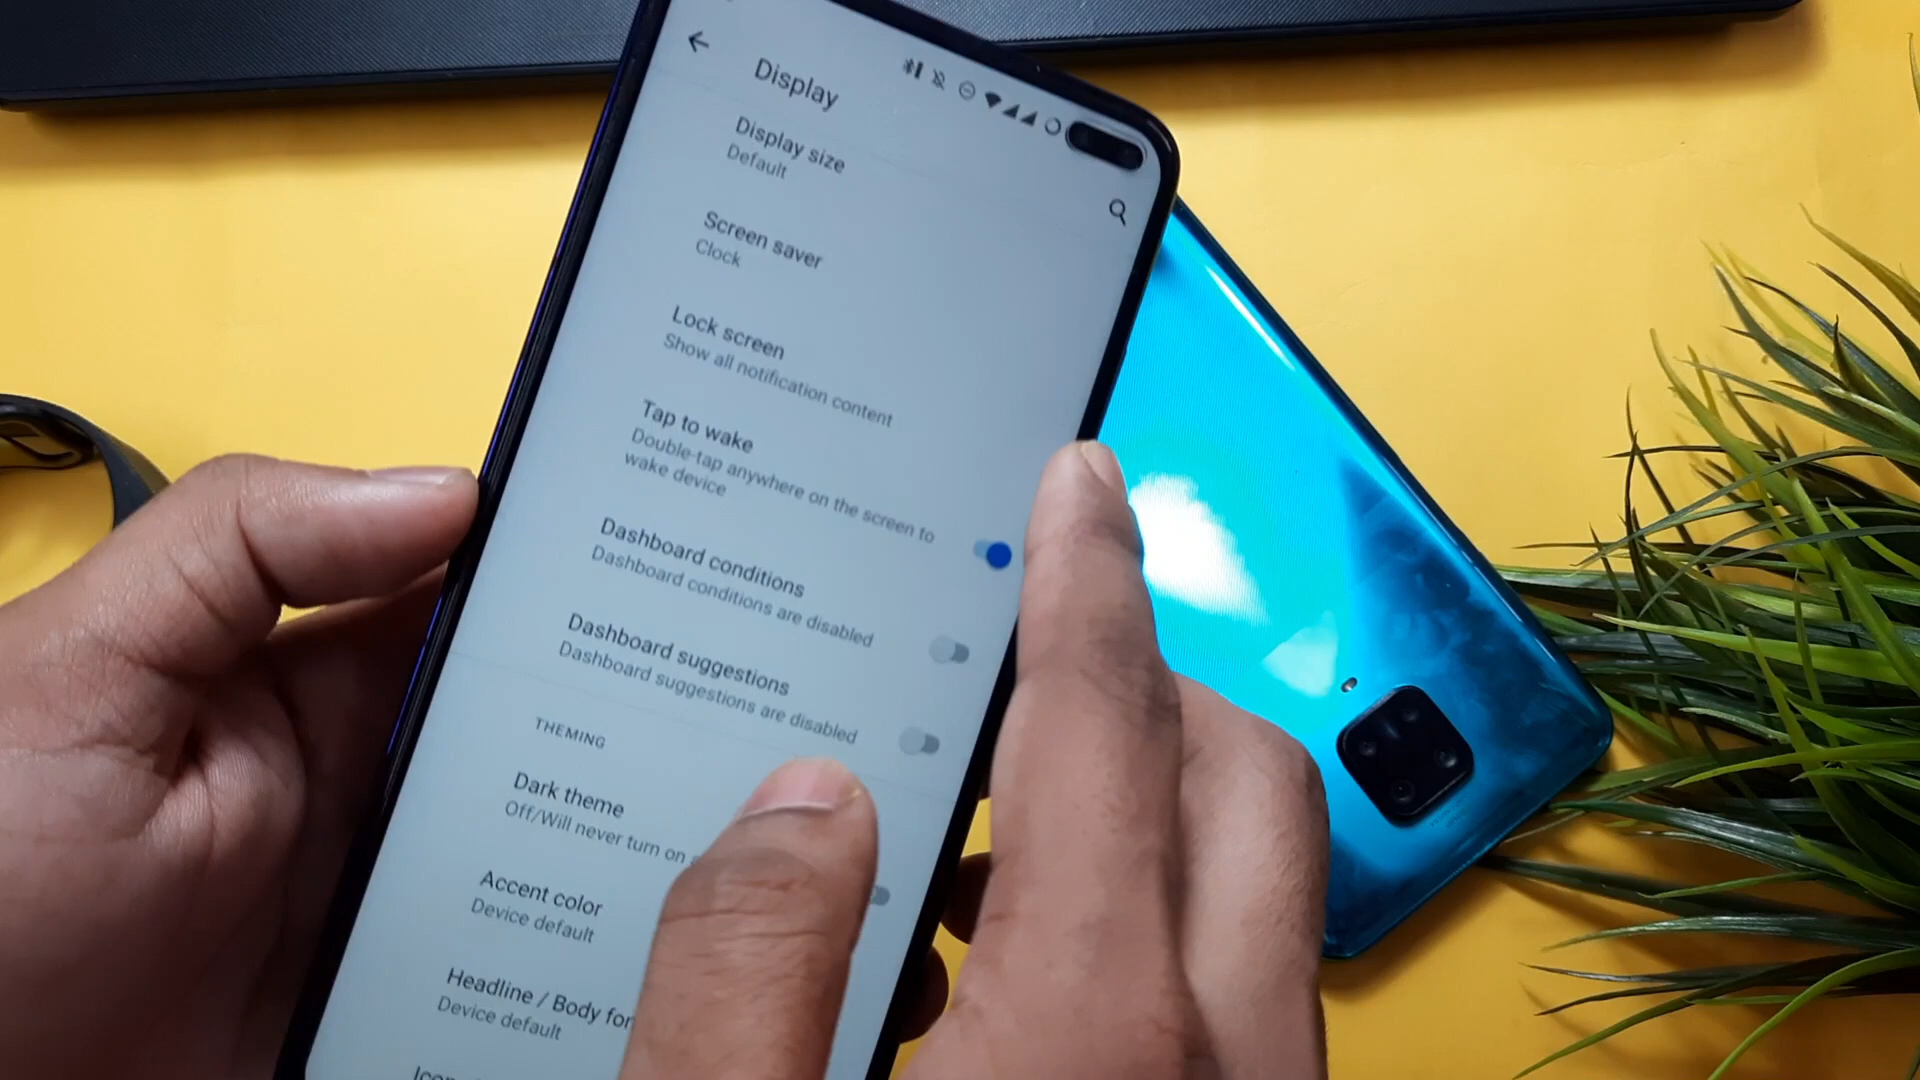 Display
Display size
Default
Screen saver
Clock
Lock screen
Show all notification content
Tap to wake
Double-tap anywhere on the screen to
wake device
Dashboard conditions
Dashboard conditions are disabled
Dashboard suggestions
Dashboard suggestions are disabled
THEMING
Dark theme
Off/Will never turn on
Accent color
Device default
Headline / Body
Device default